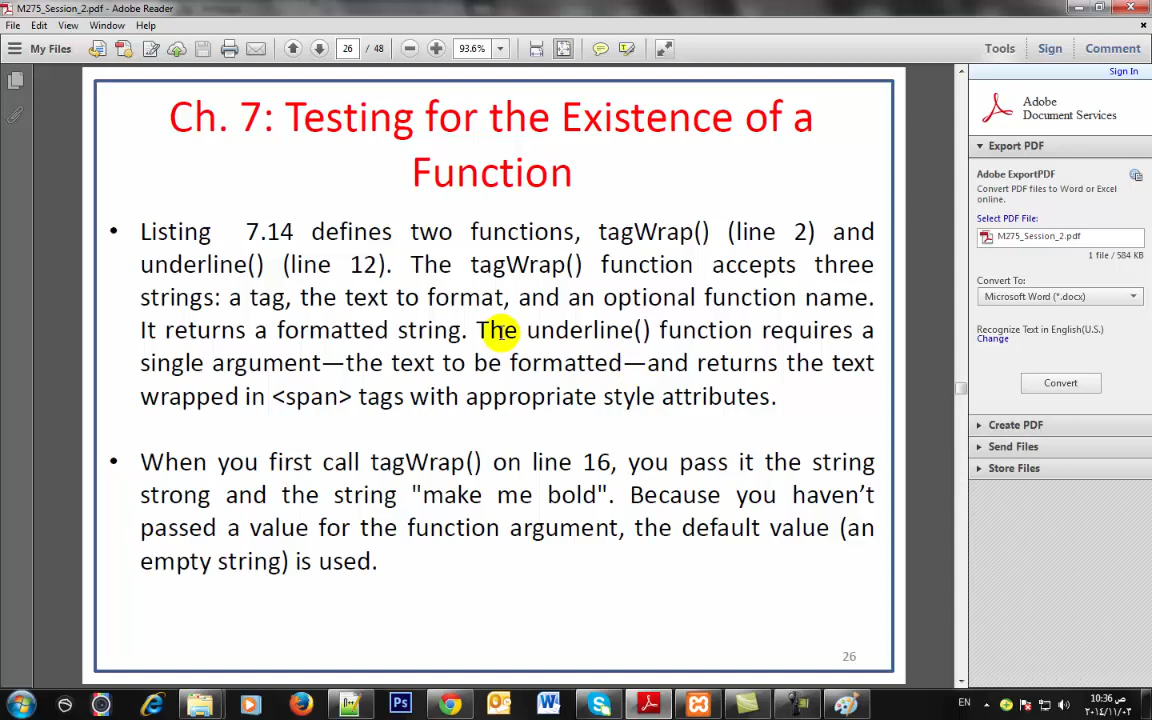 M275_Session_2.pdf - Adobe Reader
File Edit View Window Help
My Files 26 / 48 93.6% Tools Sign Comment
Sign In
Adobe
Document Services
Export PDF
Adobe ExportPDF
Convert PDF files to Word or Excel
online.
Select PDF File:
M275_Session_2.pdf
1 file / 584 KB
Convert To:
Microsoft Word (*.docx)
Recognize Text in English(U.S.)
Change
Convert
Create PDF
Send Files
Store Files
Ch. 7: Testing for the Existence of a
Function
• Listing 7.14 defines two functions, tagWrap() (line 2) and
underline() (line 12). The tagWrap() function accepts three
strings: a tag, the text to format, and an optional function name.
It returns a formatted string. The underline() function requires a
single argument—the text to be formatted—and returns the text
wrapped in <span> tags with appropriate style attributes.
• When you first call tagWrap() on line 16, you pass it the string
strong and the string "make me bold". Because you haven’t
passed a value for the function argument, the default value (an
empty string) is used.
26
Ps
EN
10:36 ص
٢٠١٤/١١/٠٣